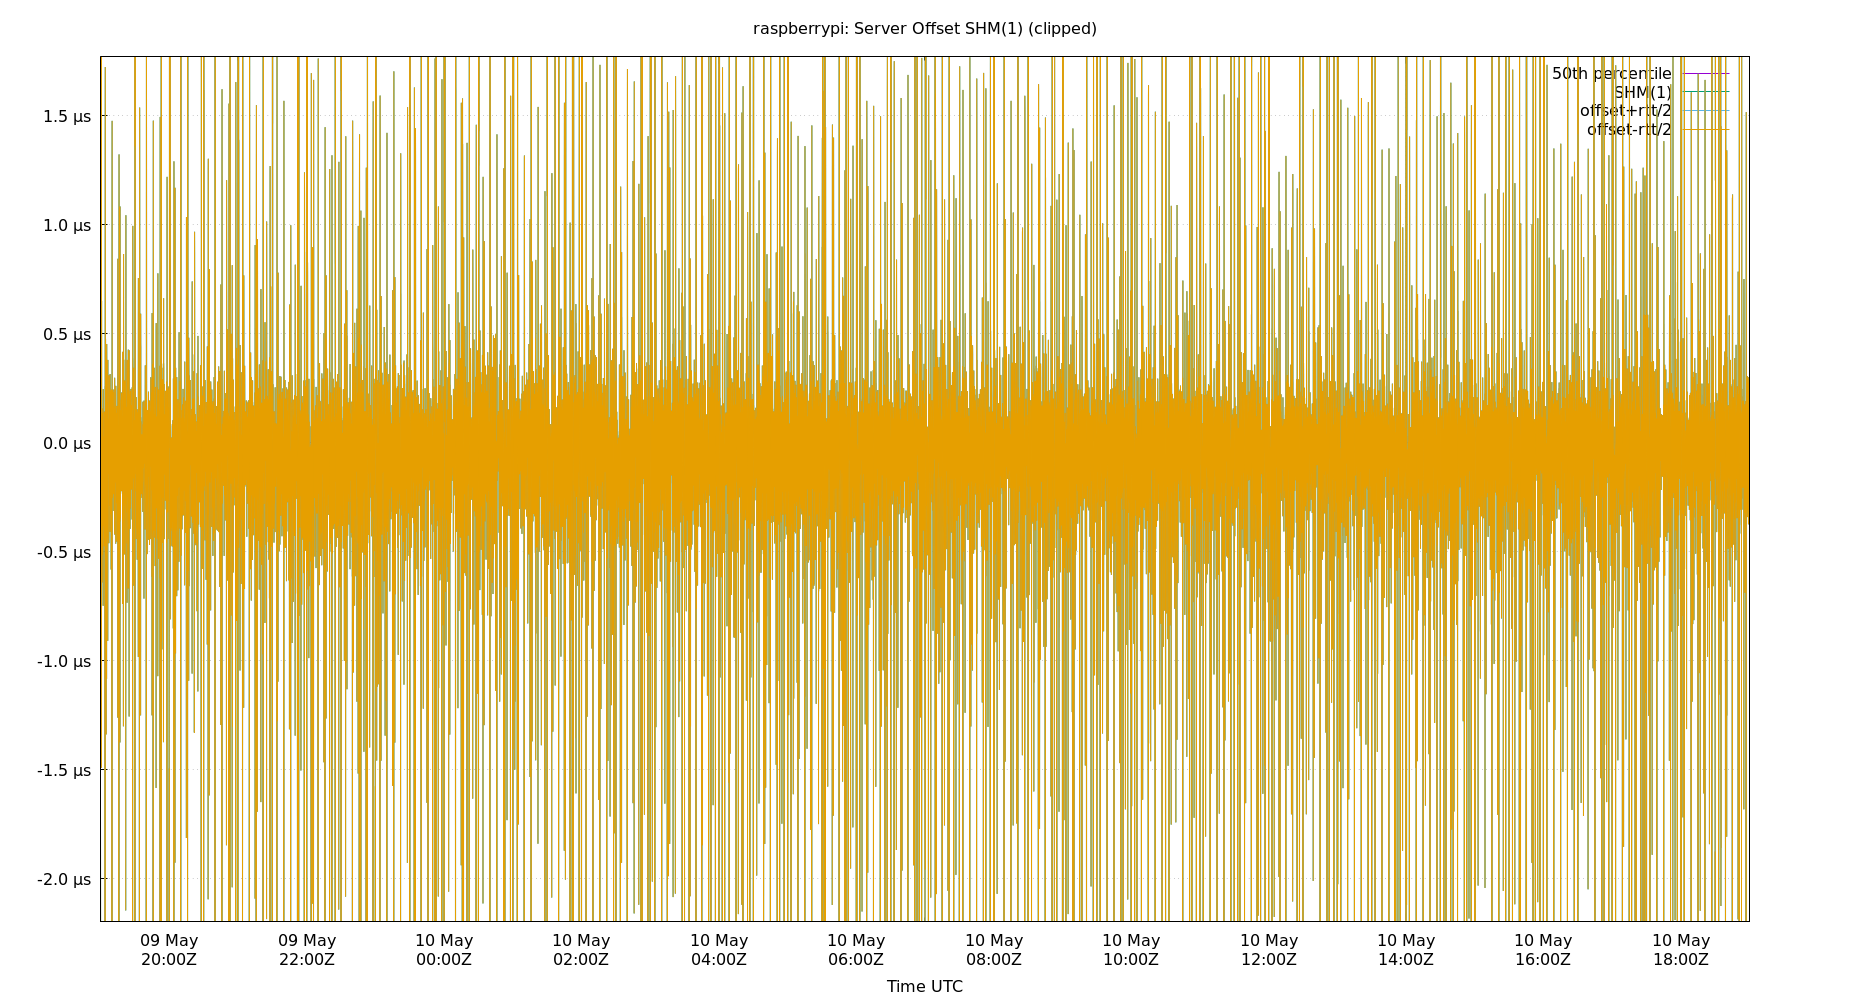 raspberrypi: Server Offset SHM(1) (clipped)
50th percentile
SHM(1)
offset+rtt/2
offset-rtt/2
1.5 µs
1.0 µs
0.5 µs
0.0 µs
-0.5 µs
-1.0 µs
-1.5 µs
-2.0 µs
09 May 09 May 10 May 10 May 10 May 10 May 10 May 10 May 10 May 10 May 10 May 10 May
20:00Z 22:00Z 00:00Z 02:00Z 04:00Z 06:00Z 08:00Z 10:00Z 12:00Z 14:00Z 16:00Z 18:00Z
Time UTC